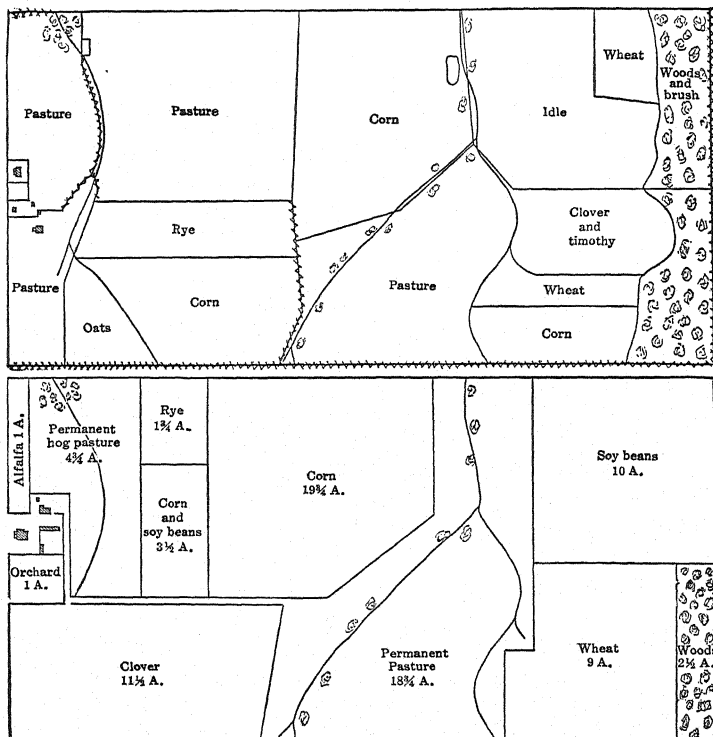 Wheat
Woods
and
brush
Pasture
Pasture
Corn
Idle
Rye
Clover
and
timothy
Pasture
Pasture
Wheat
Corn
Oats
Corn
Alfalfa 1 A.
Permanent
hog pasture
4¾ A.
Rye
1¾ A.
Corn
19¾ A.
Soy beans
10 A.
Corn
and
soy beans
3½ A.
Orchard
1 A.
Clover
11½ A.
Permanent
Pasture
18¾ A.
Wheat
9 A.
Woods
2½ A.